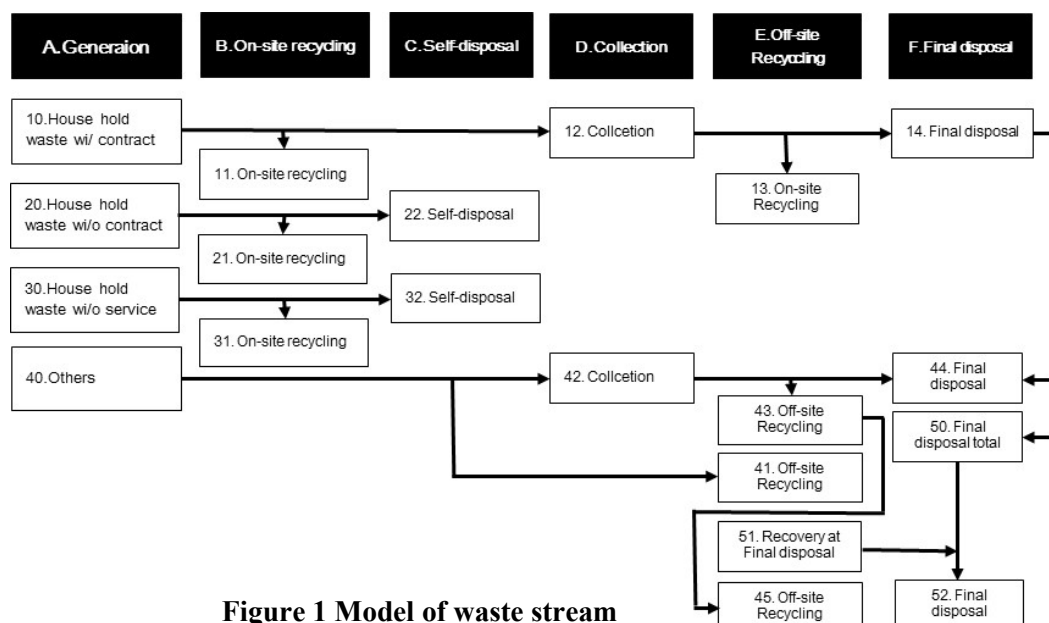 A.Generaion
B.On-site recycling
C.Self-disposal
D.Collection
E.Off-site
Recyccling
F.Final disposal
10.House hold
waste w/ contract
11. On-site recycling
12. Collcetion
13. On-site
Recycling
14. Final disposal
20.House hold
waste w/o contract
21. On-site recycling
22. Self-disposal
30.House hold
waste w/o service
31. On-site recycling
32. Self-disposal
40.Others
42. Collcetion
43. Off-site
Recycling
44. Final
disposal
50. Final
disposal total
41. Off-site
Recycling
51. Recovery at
Final disposal
45. Off-site
Recycling
52. Final
disposal
Figure 1 Model of waste stream